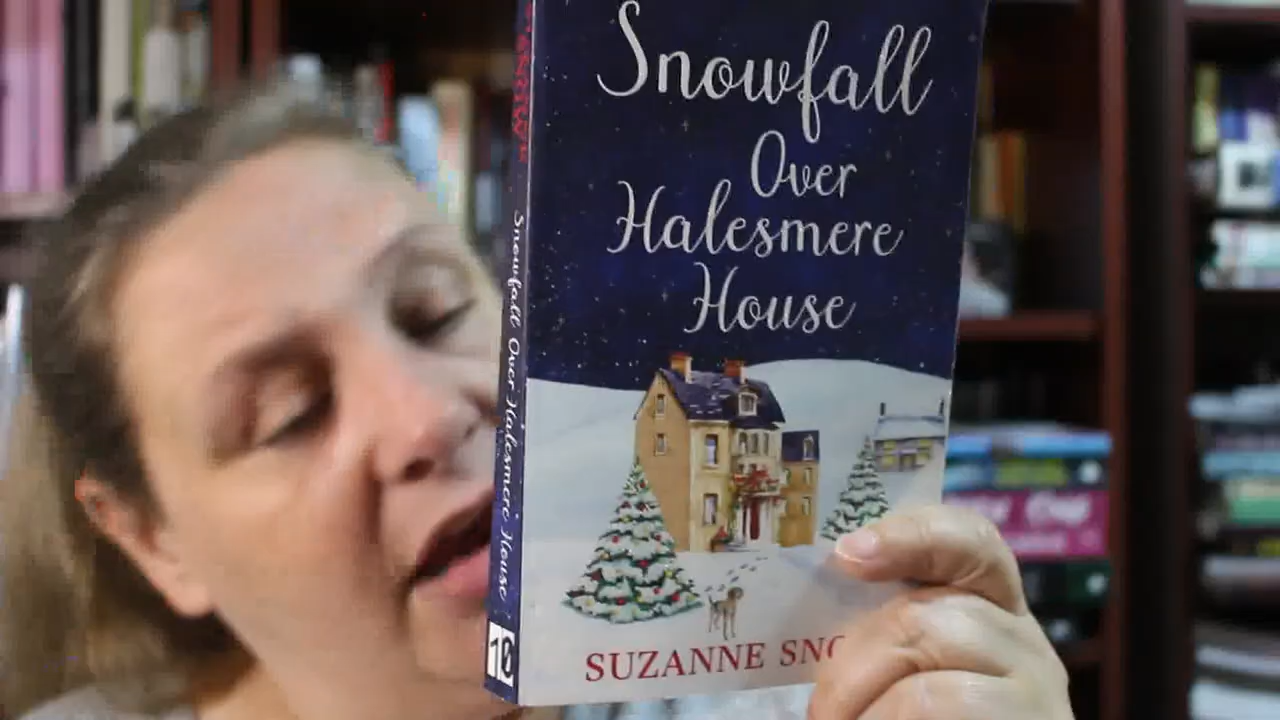 Snowfall
Over
Halesmere
House
SUZANNE SNO
Snowfall Over Halesmere House
10